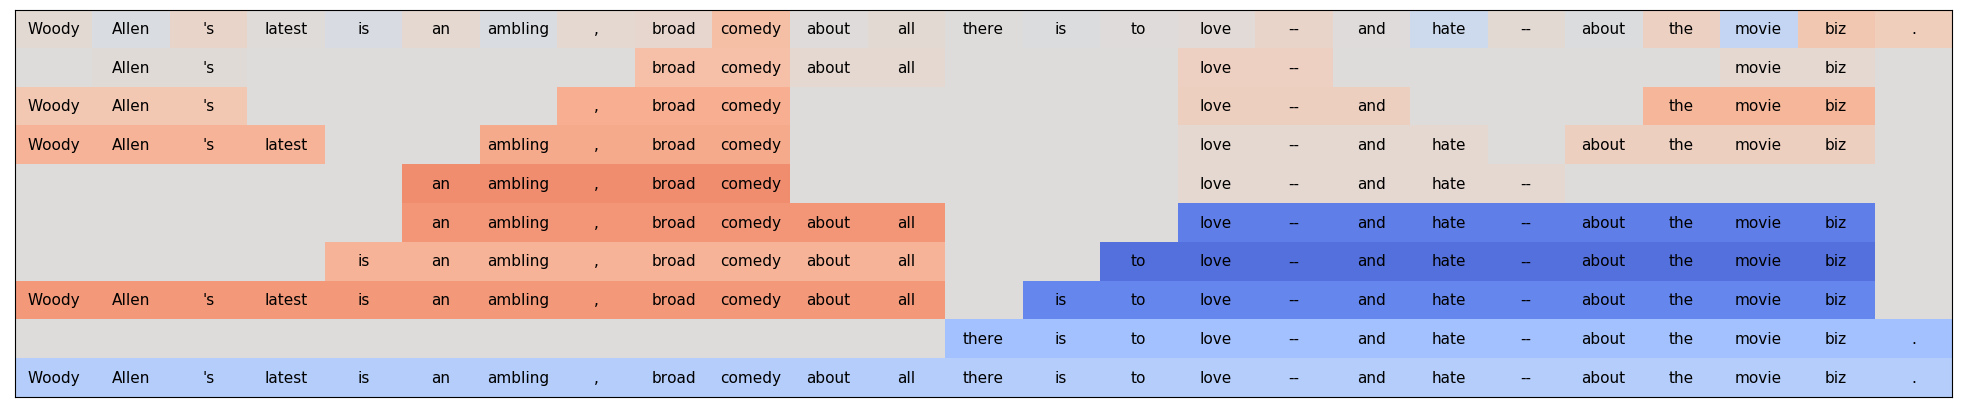 Woody Allen 's latest is an ambling , broad comedy about all there is to love -- and hate -- about the movie biz .
Allen 's broad comedy about all love -- movie biz
Woody Allen 's , broad comedy love -- and the movie biz
Woody Allen 's latest ambling , broad comedy love -- and hate about the movie biz
an ambling , broad comedy love -- and hate --
an ambling , broad comedy about all love -- and hate -- about the movie biz
is an ambling , broad comedy about all to love -- and hate -- about the movie biz
Woody Allen 's latest is an ambling , broad comedy about all is to love -- and hate -- about the movie biz
there is to love -- and hate -- about the movie biz .
Woody Allen 's latest is an ambling , broad comedy about all there is to love -- and hate -- about the movie biz .